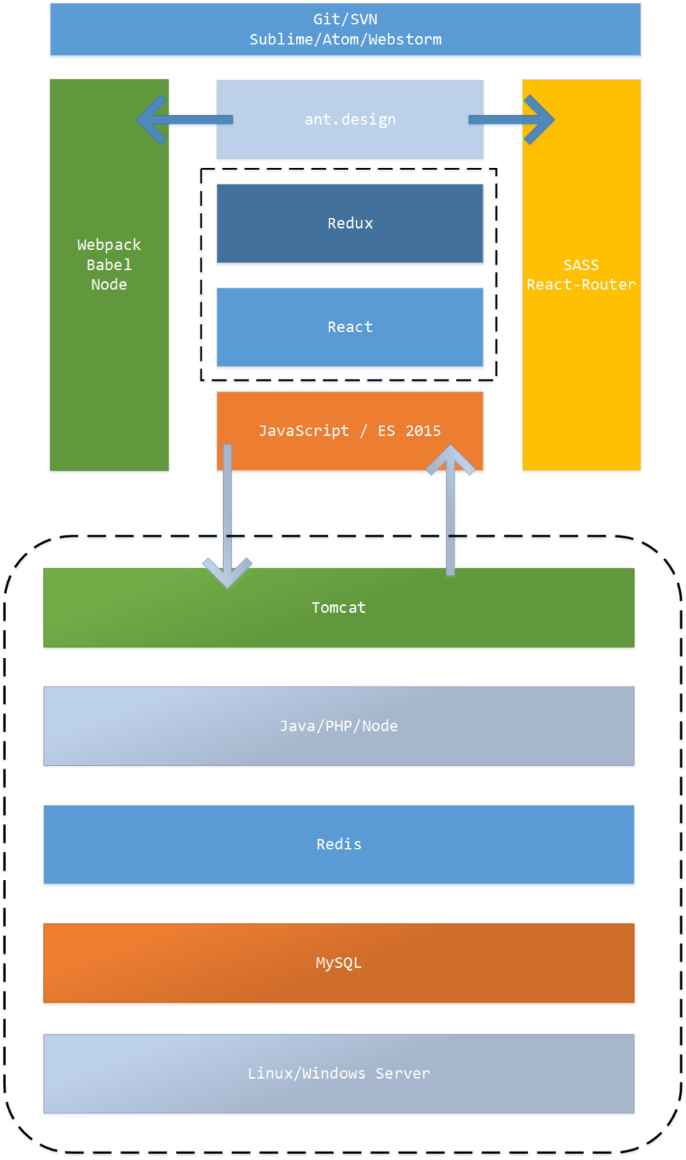 Git/SVN
Sublime/Atom/Webstorm
ant.design
Redux
Webpack
Babel
Node
SASS
React-Router
React
JavaScript / ES 2015
Tomcat
Java/PHP/Node
Redis
MySQL
Linux/Windows Server